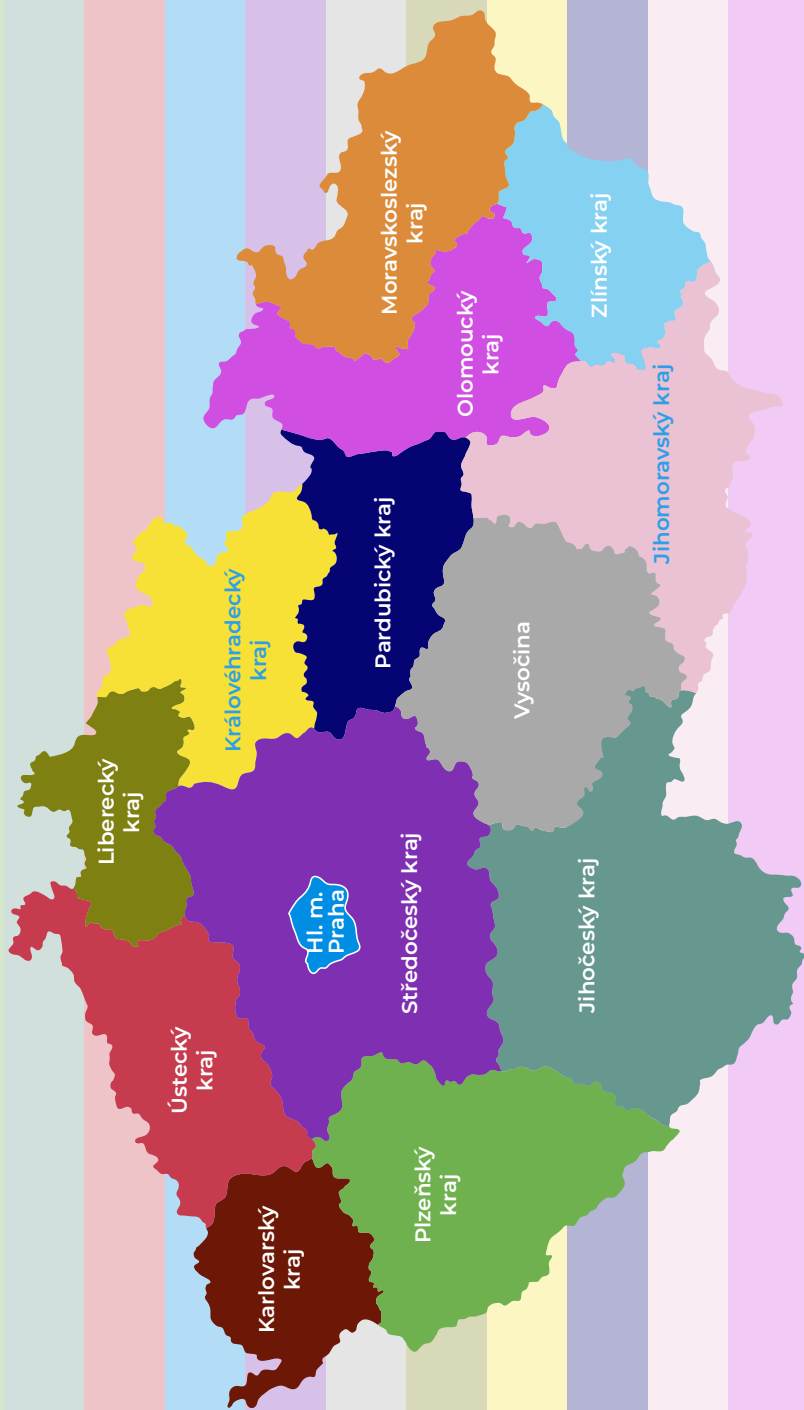 Karlovarský
kraj
Ústecký
kraj
Liberecký
kraj
Královéhradecký
kraj
Hl. m.
Praha
Plzeňský
kraj
Středočeský kraj
Pardubický kraj
Moravskoslezský
kraj
Olomoucký
kraj
Jihočeský kraj
Vysočina
Zlínský kraj
Jihomoravský kraj